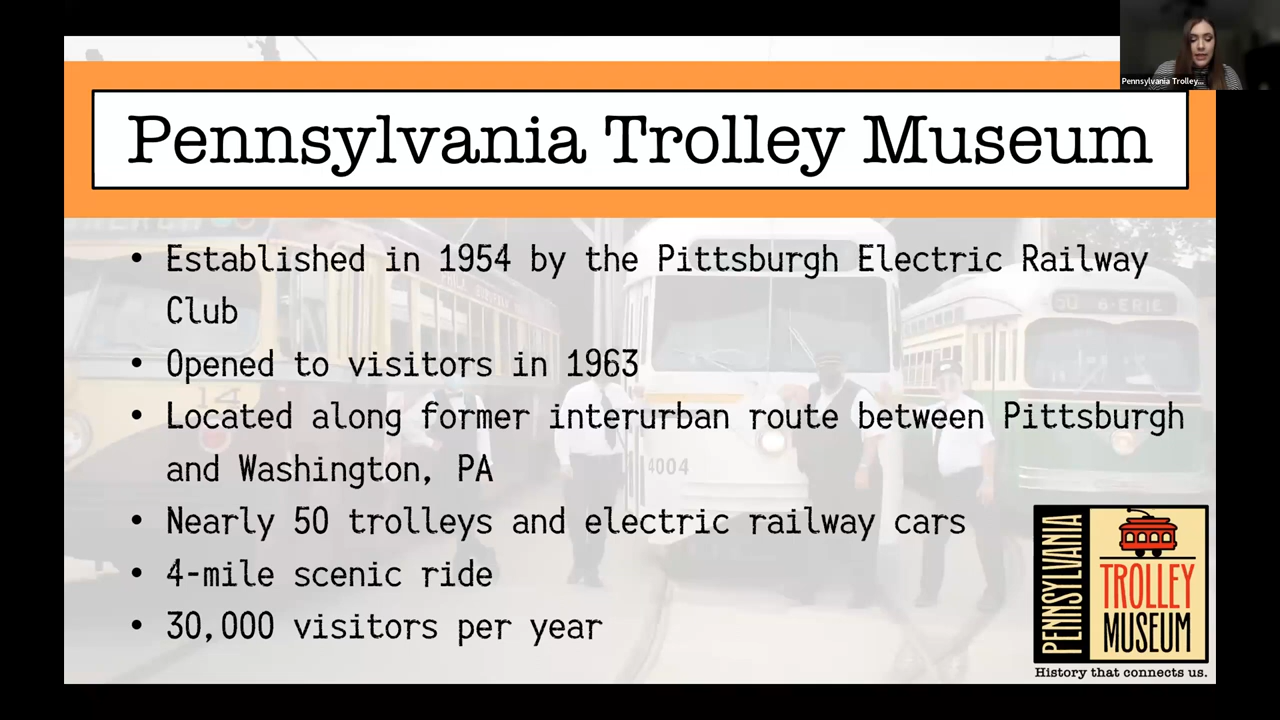 Pennsylvania Trolley...
Pennsylvania Trolley Museum
• Established in 1954 by the Pittsburgh Electric Railway
Club
• Opened to visitors in 1963
• Located along former interurban route between Pittsburgh
and Washington, PA
• Nearly 50 trolleys and electric railway cars
• 4-mile scenic ride
• 30,000 visitors per year
6-ERIE
14
4004
PENNSYLVANIA
TROLLEY
MUSEUM
History that connects us.